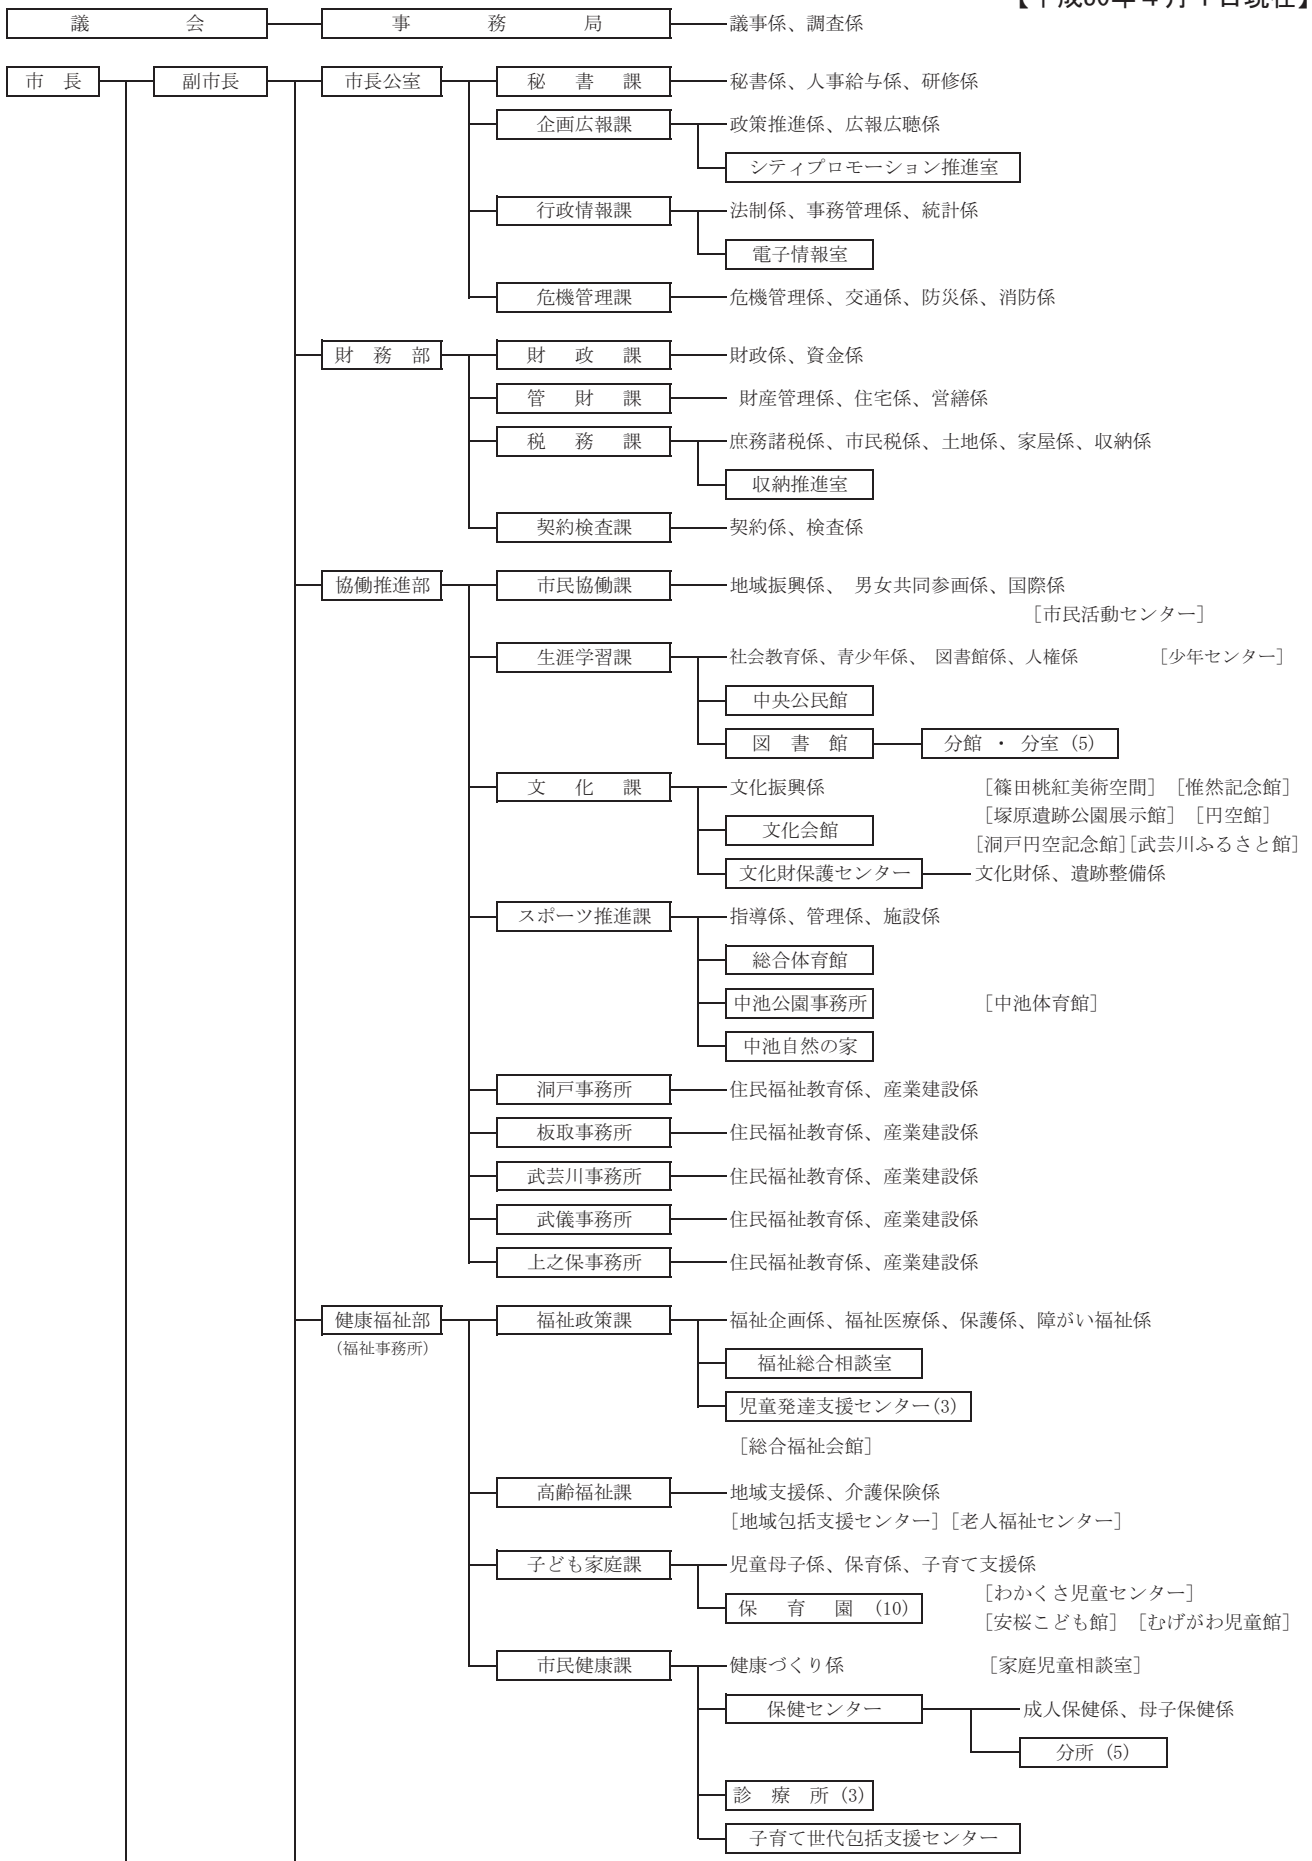 【平成30年４月１日現在】
議会 事務局 議事係、調査係
市長 副市長 市長公室 秘書課 秘書係、人事給与係、研修係
企画広報課 政策推進係、広報広聴係
シティプロモーション推進室
行政情報課 法制係、事務管理係、統計係
電子情報室
危機管理課 危機管理係、交通係、防災係、消防係
財務部 財政課 財政係、資金係
管財課 財産管理係、住宅係、営繕係
税務課 庶務諸税係、市民税係、土地係、家屋係、収納係
収納推進室
契約検査課 契約係、検査係
協働推進部 市民協働課 地域振興係、 男女共同参画係、国際係
［市民活動センター］
生涯学習課 社会教育係、青少年係、 図書館係、人権係 ［少年センター］
中央公民館
図書館 分館 ・ 分室（5）
文化課 文化振興係 ［篠田桃紅美術空間］［惟然記念館］
［塚原遺跡公園展示館］［円空館］
文化会館
［洞戸円空記念館］［武芸川ふるさと館］
文化財保護センター 文化財係、遺跡整備係
スポーツ推進課 指導係、管理係、施設係
総合体育館
中池公園事務所 ［中池体育館］
中池自然の家
洞戸事務所 住民福祉教育係、産業建設係
板取事務所 住民福祉教育係、産業建設係
武芸川事務所 住民福祉教育係、産業建設係
武儀事務所 住民福祉教育係、産業建設係
上之保事務所 住民福祉教育係、産業建設係
健康福祉部 福祉政策課 福祉企画係、福祉医療係、保護係、障がい福祉係
（福祉事務所）
福祉総合相談室
児童発達支援センター(3)
［総合福祉会館］
高齢福祉課 地域支援係、介護保険係
［地域包括支援センター］［老人福祉センター］
子ども家庭課 児童母子係、保育係、子育て支援係
［わかくさ児童センター］
保育園（10）
［安桜こども館］［むげがわ児童館］
市民健康課 健康づくり係 ［家庭児童相談室］
保健センター 成人保健係、母子保健係
分所（5）
診療所（3）
子育て世代包括支援センター